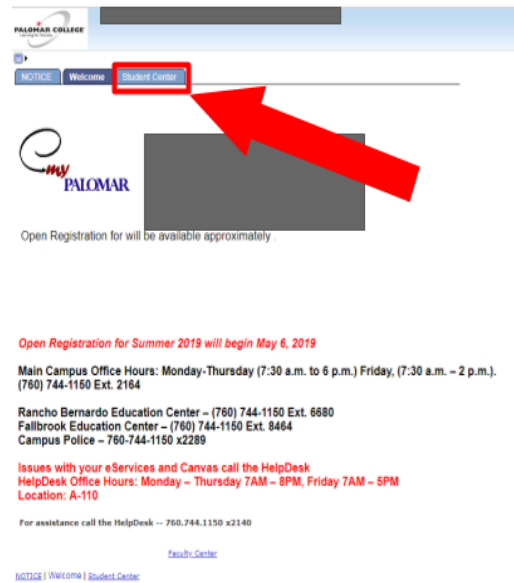 PALOMAR COLLEGE
Learning for Success
NOTICE Welcome Student Center
my
PALOMAR
Open Registration for will be available approximately .
Open Registration for Summer 2019 will begin May 6, 2019
Main Campus Office Hours: Monday-Thursday (7:30 a.m. to 6 p.m.) Friday, (7:30 a.m. – 2 p.m.).
(760) 744-1150 Ext. 2164
Rancho Bernardo Education Center – (760) 744-1150 Ext. 6680
Fallbrook Education Center – (760) 744-1150 Ext. 8464
Campus Police – 760-744-1150 x2289
Issues with your eServices and Canvas call the HelpDesk
HelpDesk Office Hours: Monday – Thursday 7AM – 8PM, Friday 7AM – 5PM
Location: A-110
For assistance call the HelpDesk -- 760.744.1150 x2140
Faculty Center
NOTICE | Welcome | Student Center